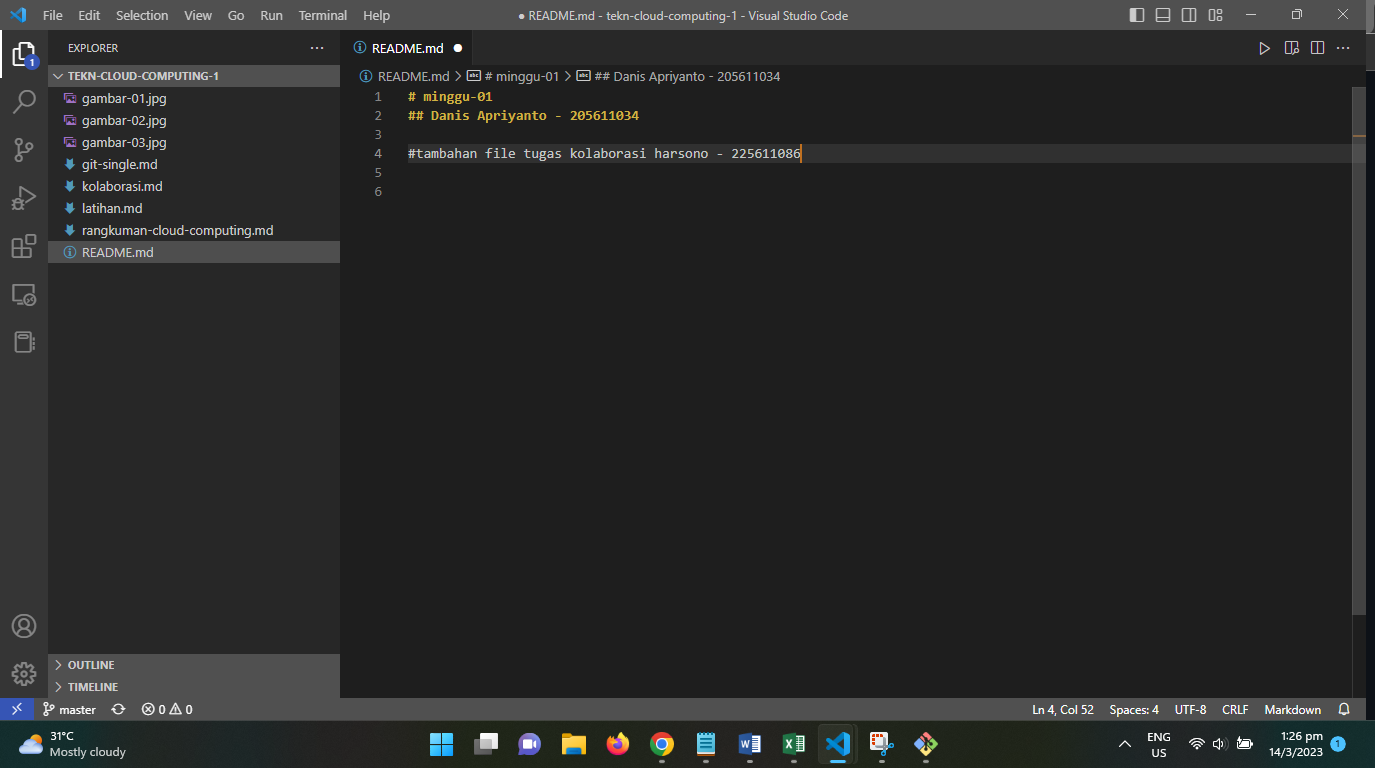 File Edit Selection View Go Run Terminal Help
● README.md - tekn-cloud-computing-1 - Visual Studio Code
EXPLORER
1
TEKN-CLOUD-COMPUTING-1
gambar-01.jpg
gambar-02.jpg
gambar-03.jpg
git-single.md
kolaborasi.md
latihan.md
rangkuman-cloud-computing.md
README.md
OUTLINE
TIMELINE
README.md
README.md > # minggu-01 > ## Danis Apriyanto - 205611034
1 # minggu-01
2 ## Danis Apriyanto - 205611034
3
4 #tambahan file tugas kolaborasi harsono - 225611086
5
6
master 0 0 Ln 4, Col 52 Spaces: 4 UTF-8 CRLF Markdown
31°C
Mostly cloudy
ENG
US
1:26 pm
14/3/2023
1